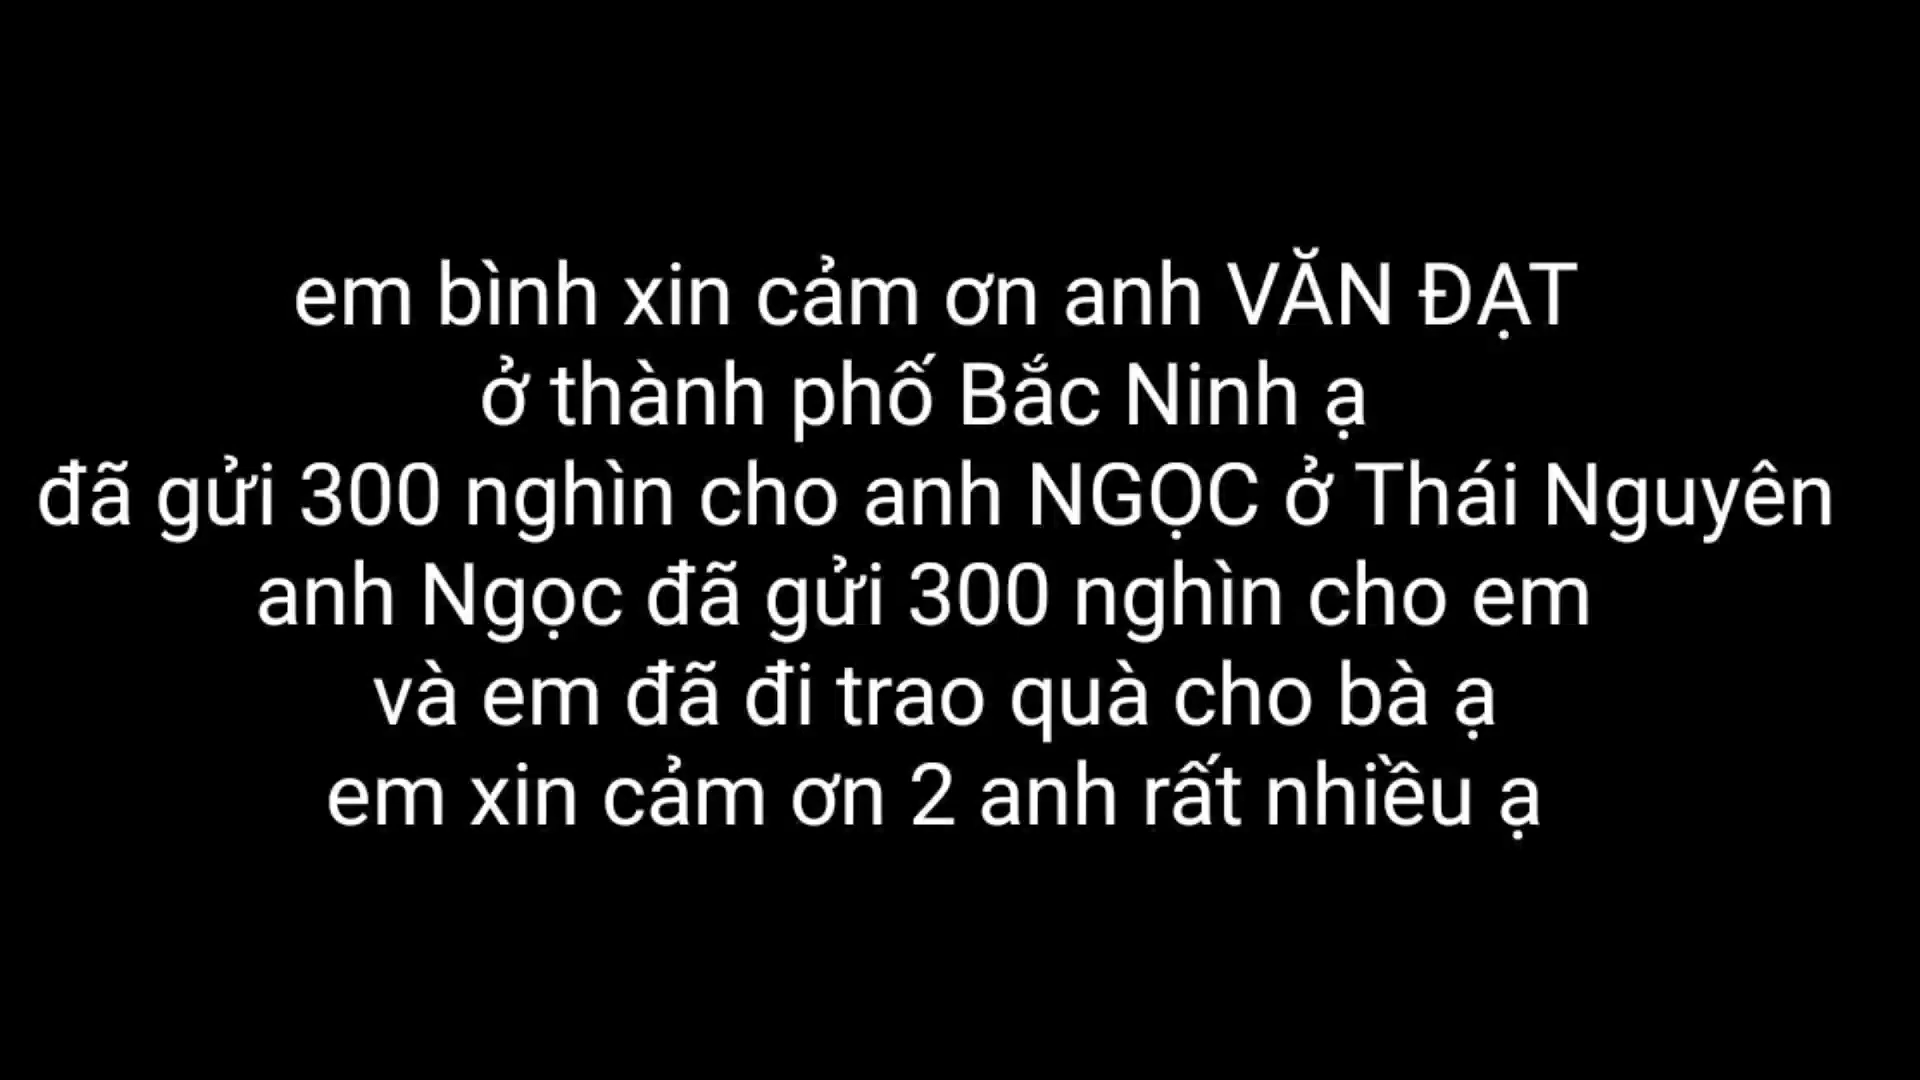 em bình xin cảm ơn anh VĂN ĐẠT
ở thành phố Bắc Ninh ạ
đã gửi 300 nghìn cho anh NGỌC ở Thái Nguyên
anh Ngọc đã gửi 300 nghìn cho em
và em đã đi trao quà cho bà ạ
em xin cảm ơn 2 anh rất nhiều ạ